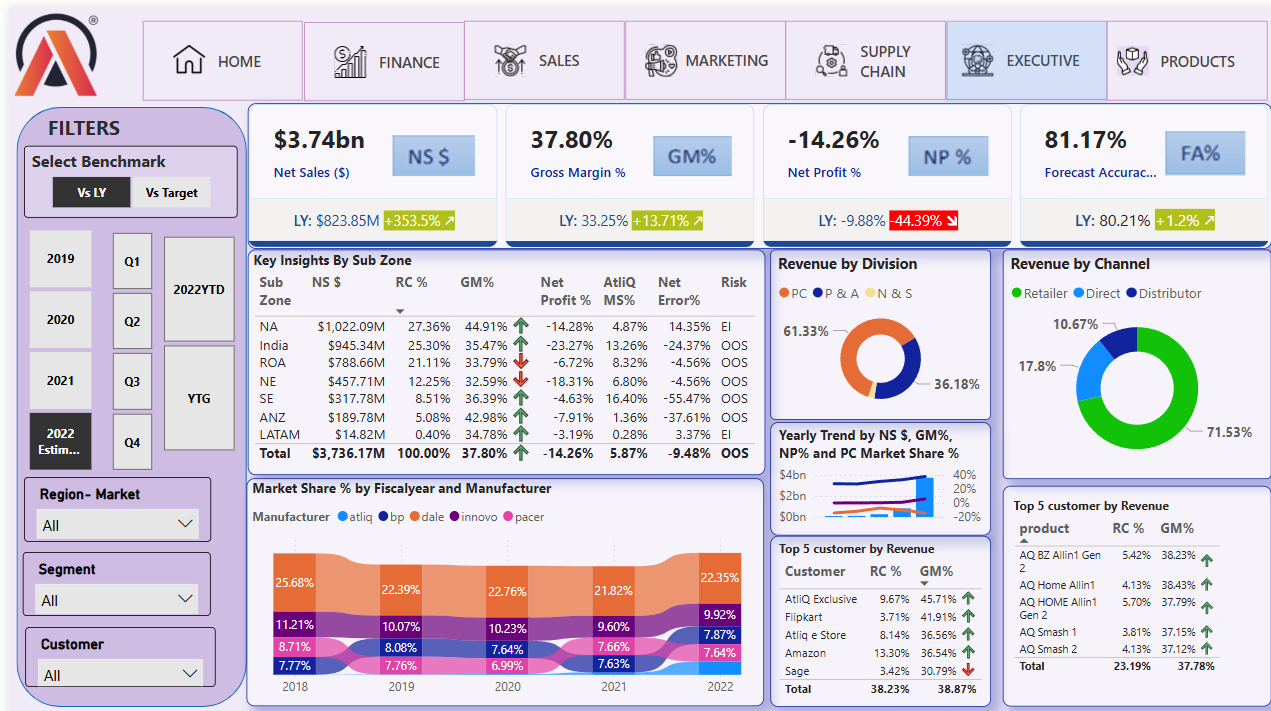 ®
HOME
FINANCE
SALES
MARKETING
SUPPLY
CHAIN
EXECUTIVE
PRODUCTS
FILTERS
Select Benchmark
Vs LY
Vs Target
2019
2020
2021
2022
Estim...
Q1
Q2
Q3
Q4
2022YTD
YTG
Region- Market
All
Segment
All
Customer
All
$3.74bn
NS $
Net Sales ($)
LY: $823.85M +353.5%
37.80%
GM%
Gross Margin %
LY: 33.25% +13.71%
-14.26%
NP %
Net Profit %
LY: -9.88% -44.39%
81.17%
FA%
Forecast Accurac...
LY: 80.21% +1.2%
Key Insights By Sub Zone
Sub Zone NS $ RC % GM% Net Profit % AtliQ MS% Net Error% Risk
NA $1,022.09M 27.36% 44.91% -14.28% 4.87% 14.35% EI
India $945.34M 25.30% 35.47% -23.27% 13.26% -24.37% OOS
ROA $788.66M 21.11% 33.79% -6.72% 8.32% -4.56% OOS
NE $457.71M 12.25% 32.59% -18.31% 6.80% -4.56% OOS
SE $317.78M 8.51% 36.39% -4.63% 16.40% -55.47% OOS
ANZ $189.78M 5.08% 42.98% -7.91% 1.36% -37.61% OOS
LATAM $14.82M 0.40% 34.78% -3.19% 0.28% 3.37% EI
Total $3,736.17M 100.00% 37.80% -14.26% 5.87% -9.48% OOS
Revenue by Division
PC P & A N & S
61.33%
36.18%
Revenue by Channel
Retailer Direct Distributor
10.67%
17.8%
71.53%
Yearly Trend by NS $, GM%,
NP% and PC Market Share %
$4bn 40%
$2bn 20%
0%
$0bn -20%
Market Share % by Fiscalyear and Manufacturer
Manufacturer atliq bp dale innovo pacer
25.68% 22.39% 22.76% 21.82% 22.35%
11.21% 10.07% 10.23% 9.60% 9.92%
8.71% 8.08% 7.64% 7.66% 7.87%
7.77% 7.76% 6.99% 7.63% 7.64%
2018 2019 2020 2021 2022
Top 5 customer by Revenue
Customer RC % GM%
AtliQ Exclusive 9.67% 45.71%
Flipkart 3.71% 41.91%
Atliq e Store 8.14% 36.56%
Amazon 13.30% 36.54%
Sage 3.42% 30.79%
Total 38.23% 38.87%
Top 5 customer by Revenue
product RC % GM%
AQ BZ Allin1 Gen 5.42% 38.23%
2
AQ Home Allin1 4.13% 38.43%
AQ HOME Allin1 5.70% 37.79%
Gen 2
AQ Smash 1 3.81% 37.15%
AQ Smash 2 4.13% 37.12%
Total 23.19% 37.78%